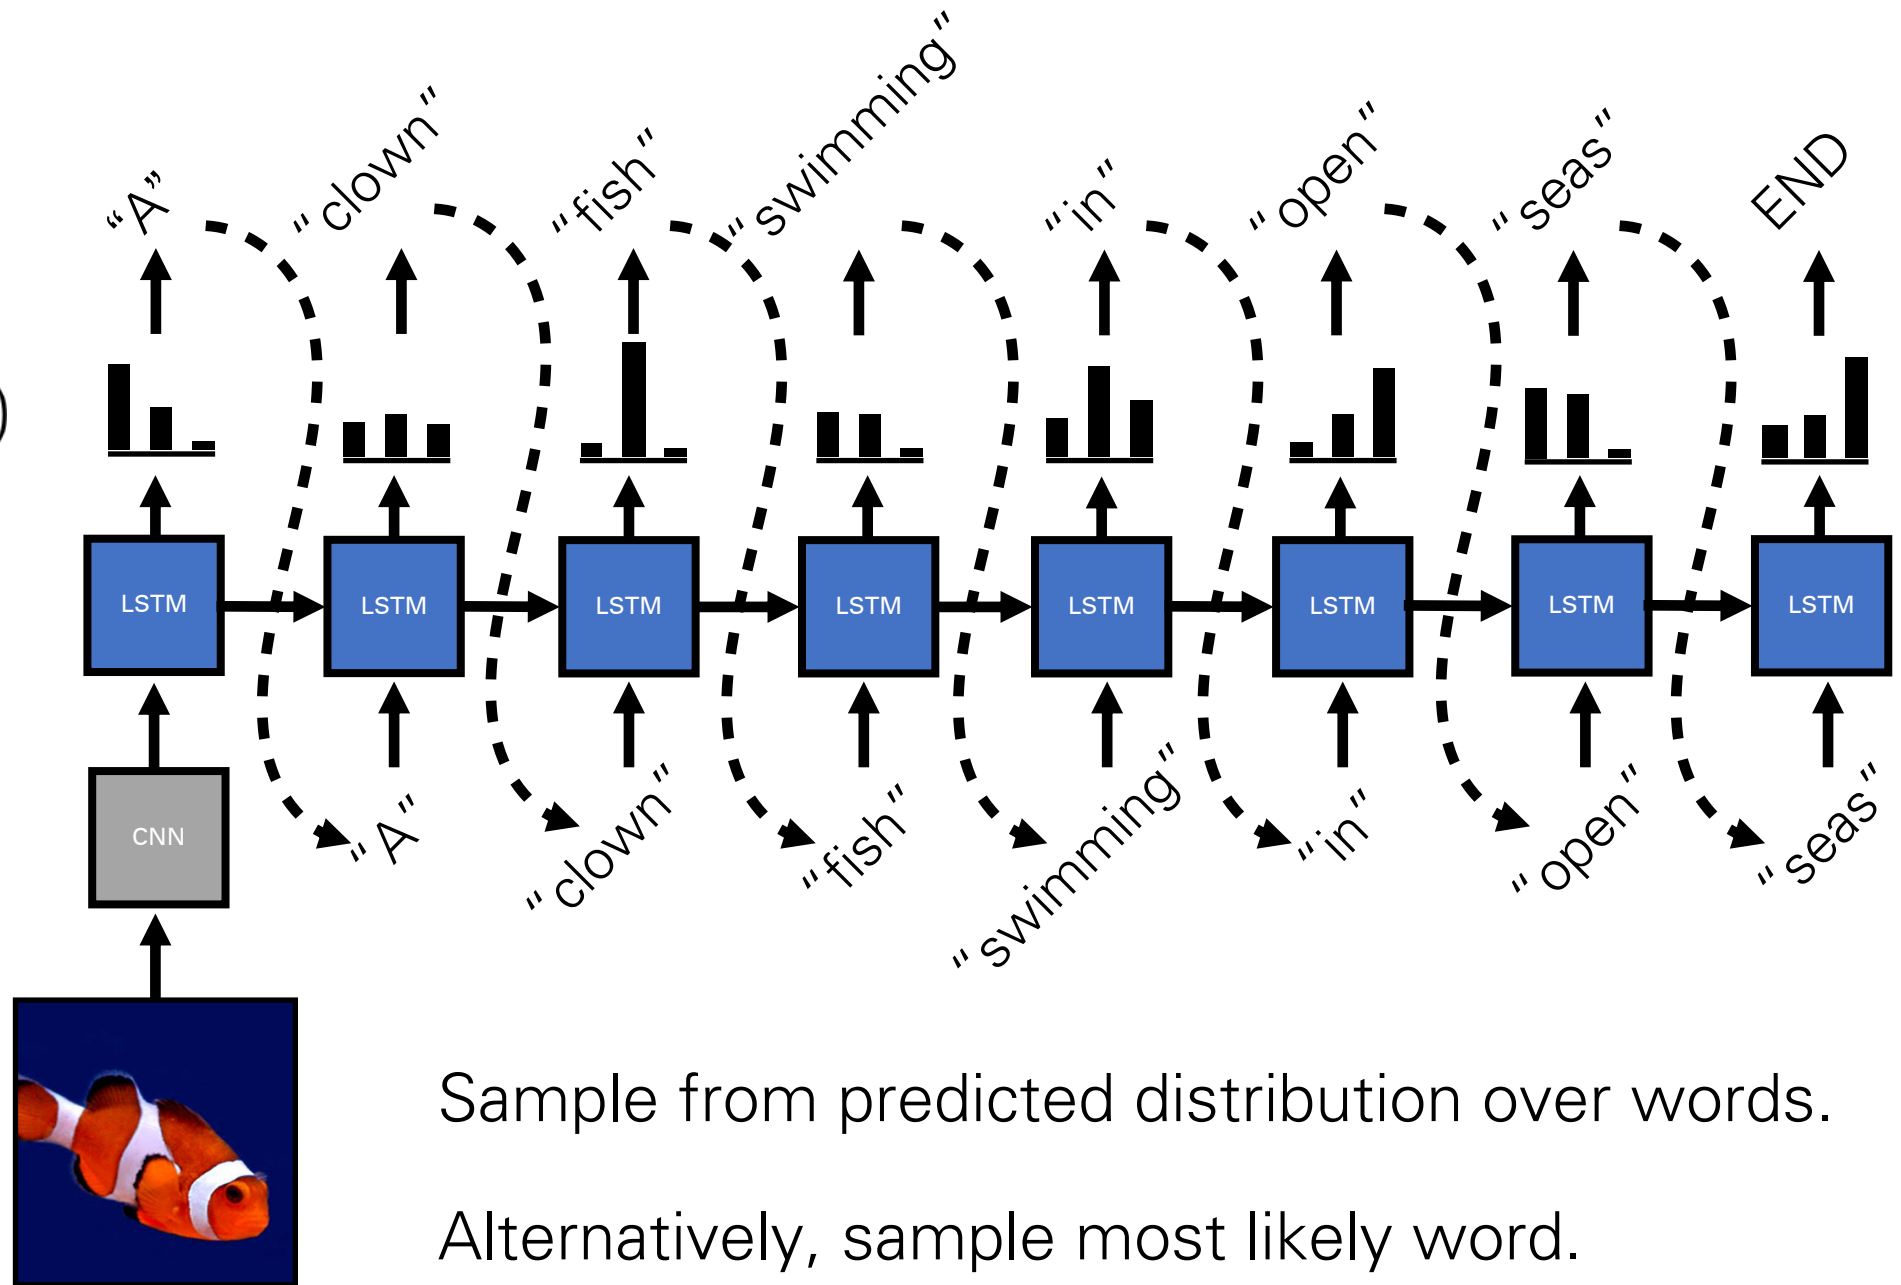 “A” "clown" "fish" "swimming" "in" "open" "seas" END
)
LSTM LSTM LSTM LSTM LSTM LSTM LSTM LSTM
CNN
"A" "clown" "fish" "swimming" "in" "open" "seas"
Sample from predicted distribution over words.
Alternatively, sample most likely word.